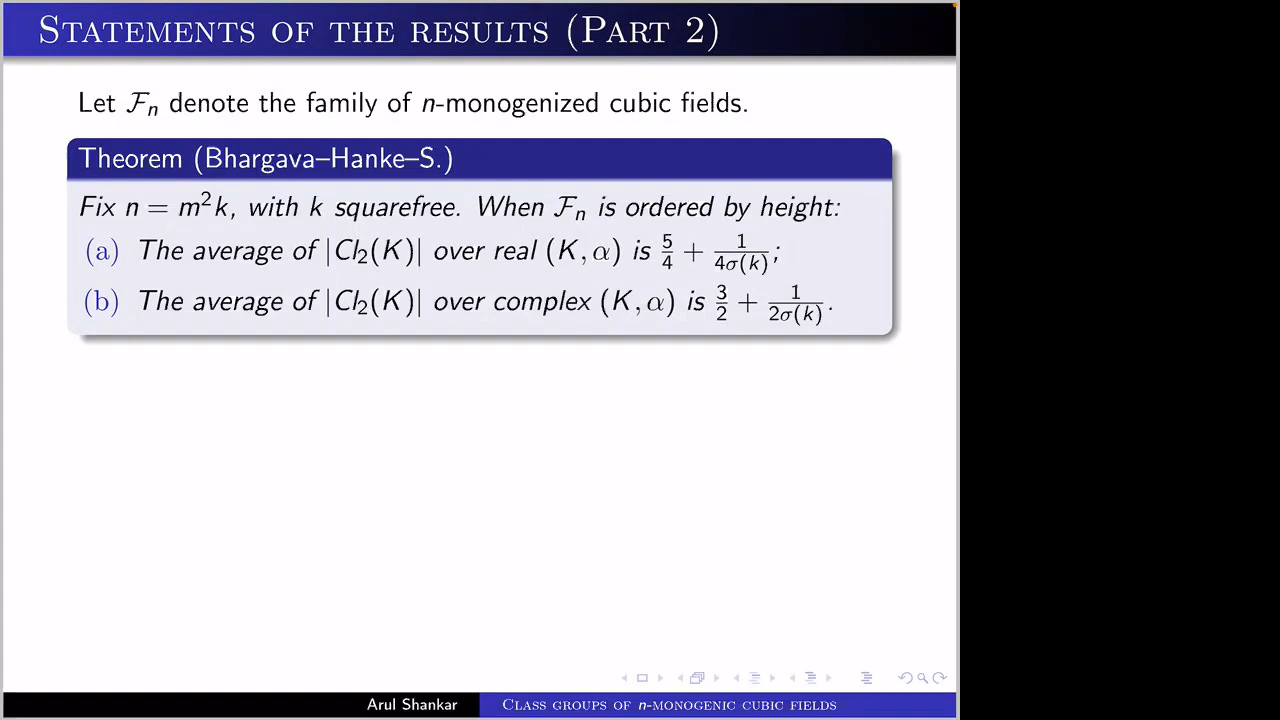 STATEMENTS OF THE RESULTS (PART 2)
Let 𝓕ₙ denote the family of n-monogenized cubic fields.
Theorem (Bhargava–Hanke–S.)
Fix n = m²k, with k squarefree. When 𝓕ₙ is ordered by height:
(a) The average of |Cl₂(K)| over real (K, α) is 5/4 + 1/(4σ(k));
(b) The average of |Cl₂(K)| over complex (K, α) is 3/2 + 1/(2σ(k)).
Arul Shankar
CLASS GROUPS OF n-MONOGENIC CUBIC FIELDS